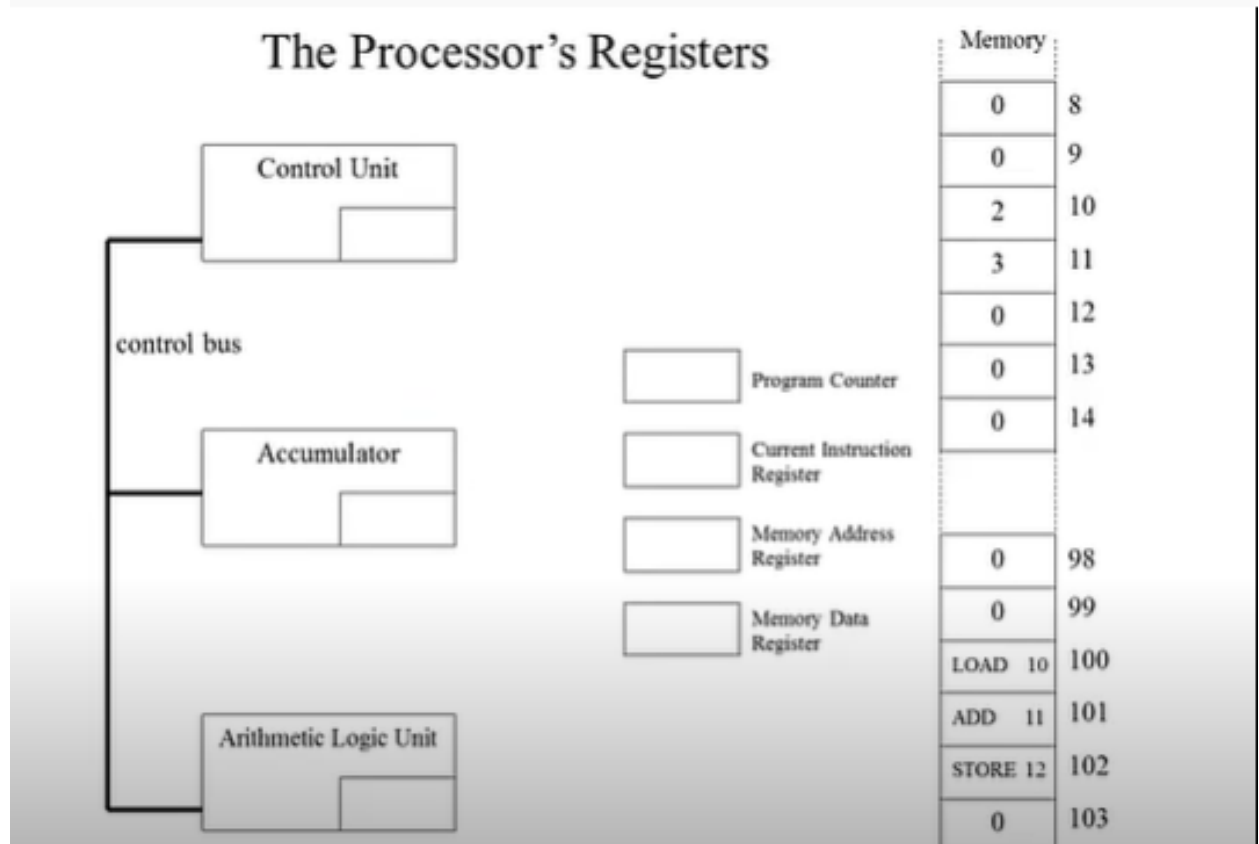 The Processor's Registers
Memory
0 8
0 9
2 10
3 11
0 12
0 13
0 14
0 98
0 99
LOAD 10 100
ADD 11 101
STORE 12 102
0 103
Control Unit
control bus
Accumulator
Arithmetic Logic Unit
Program Counter
Current Instruction
Register
Memory Address
Register
Memory Data
Register